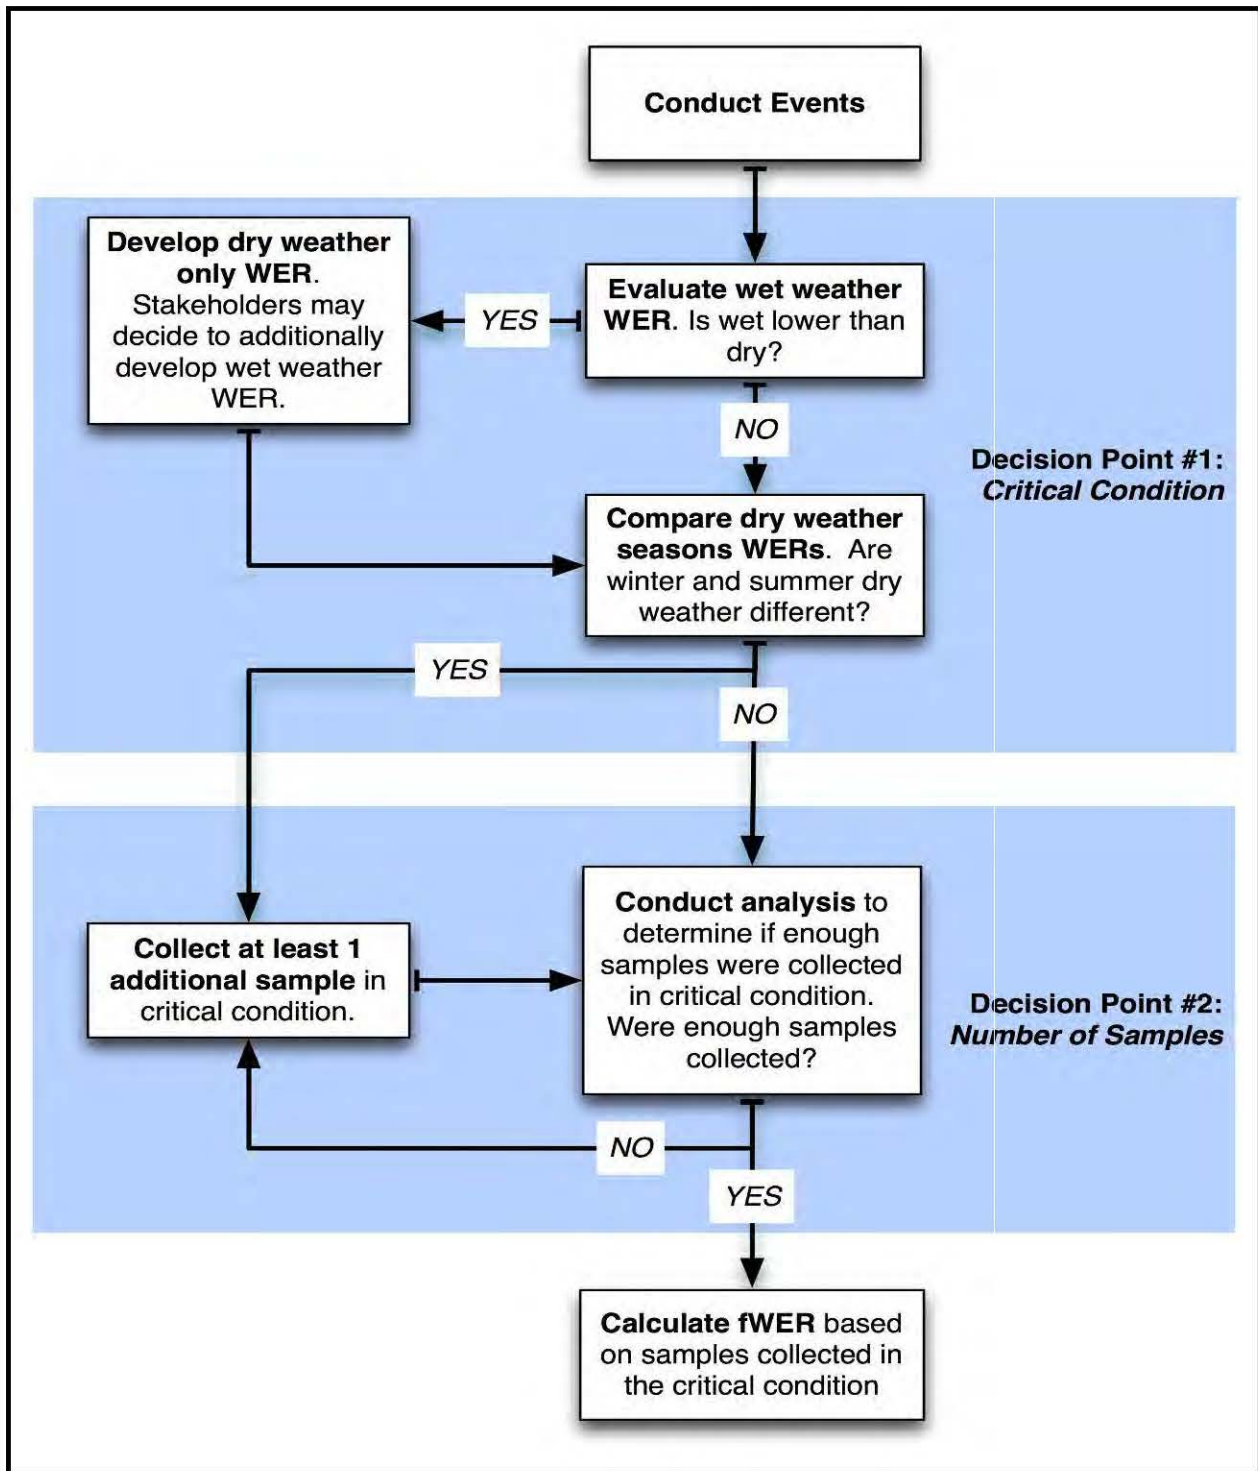 Conduct Events
Develop dry weather
only WER.
Stakeholders may
decide to additionally
develop wet weather
WER.
YES
Evaluate wet weather
WER. Is wet lower than
dry?
NO
Decision Point #1:
Critical Condition
Compare dry weather
seasons WERs.  Are
winter and summer dry
weather different?
YES
NO
Collect at least 1
additional sample in
critical condition.
Conduct analysis to
determine if enough
samples were collected
in critical condition.
Were enough samples
collected?
Decision Point #2:
Number of Samples
NO
YES
Calculate fWER based
on samples collected in
the critical condition